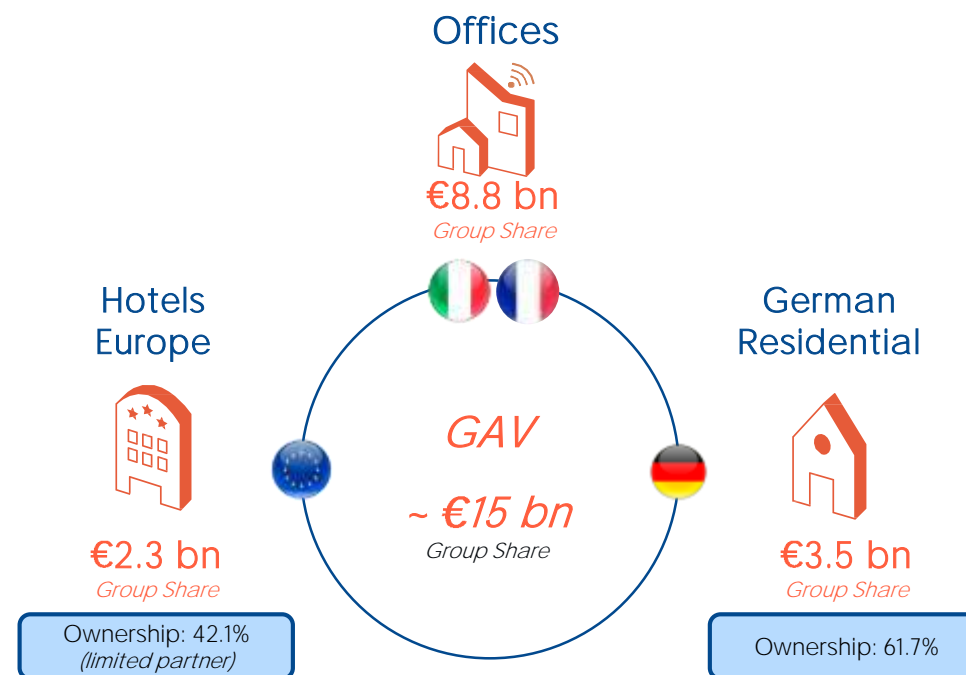 Offices
€8.8 bn
Group Share
Hotels
Europe
€2.3 bn
Group Share
Ownership: 42.1%
(limited partner)
GAV
~ €15 bn
Group Share
German
Residential
€3.5 bn
Group Share
Ownership: 61.7%